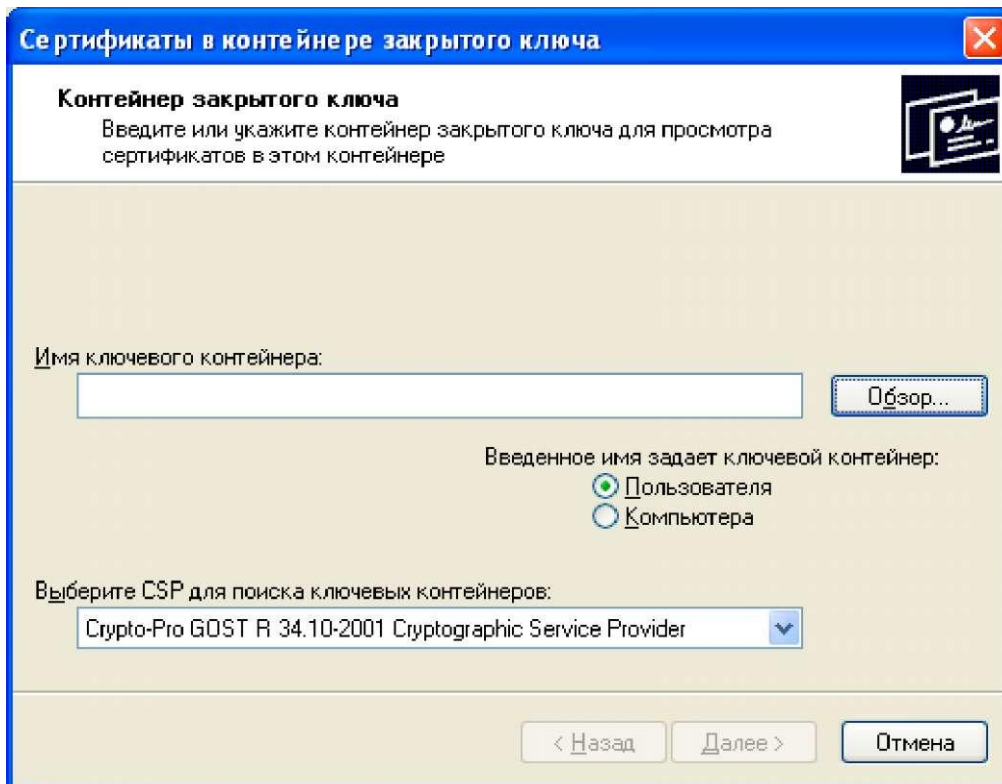 Сертификаты в контейнере закрытого ключа
Контейнер закрытого ключа
Введите или укажите контейнер закрытого ключа для просмотра
сертификатов в этом контейнере
Имя ключевого контейнера:
Обзор...
Введенное имя задает ключевой контейнер:
Пользователя
Компьютера
Выберите CSP для поиска ключевых контейнеров:
Crypto-Pro GOST R 34.10-2001 Cryptographic Service Provider
< Назад
Далее >
Отмена